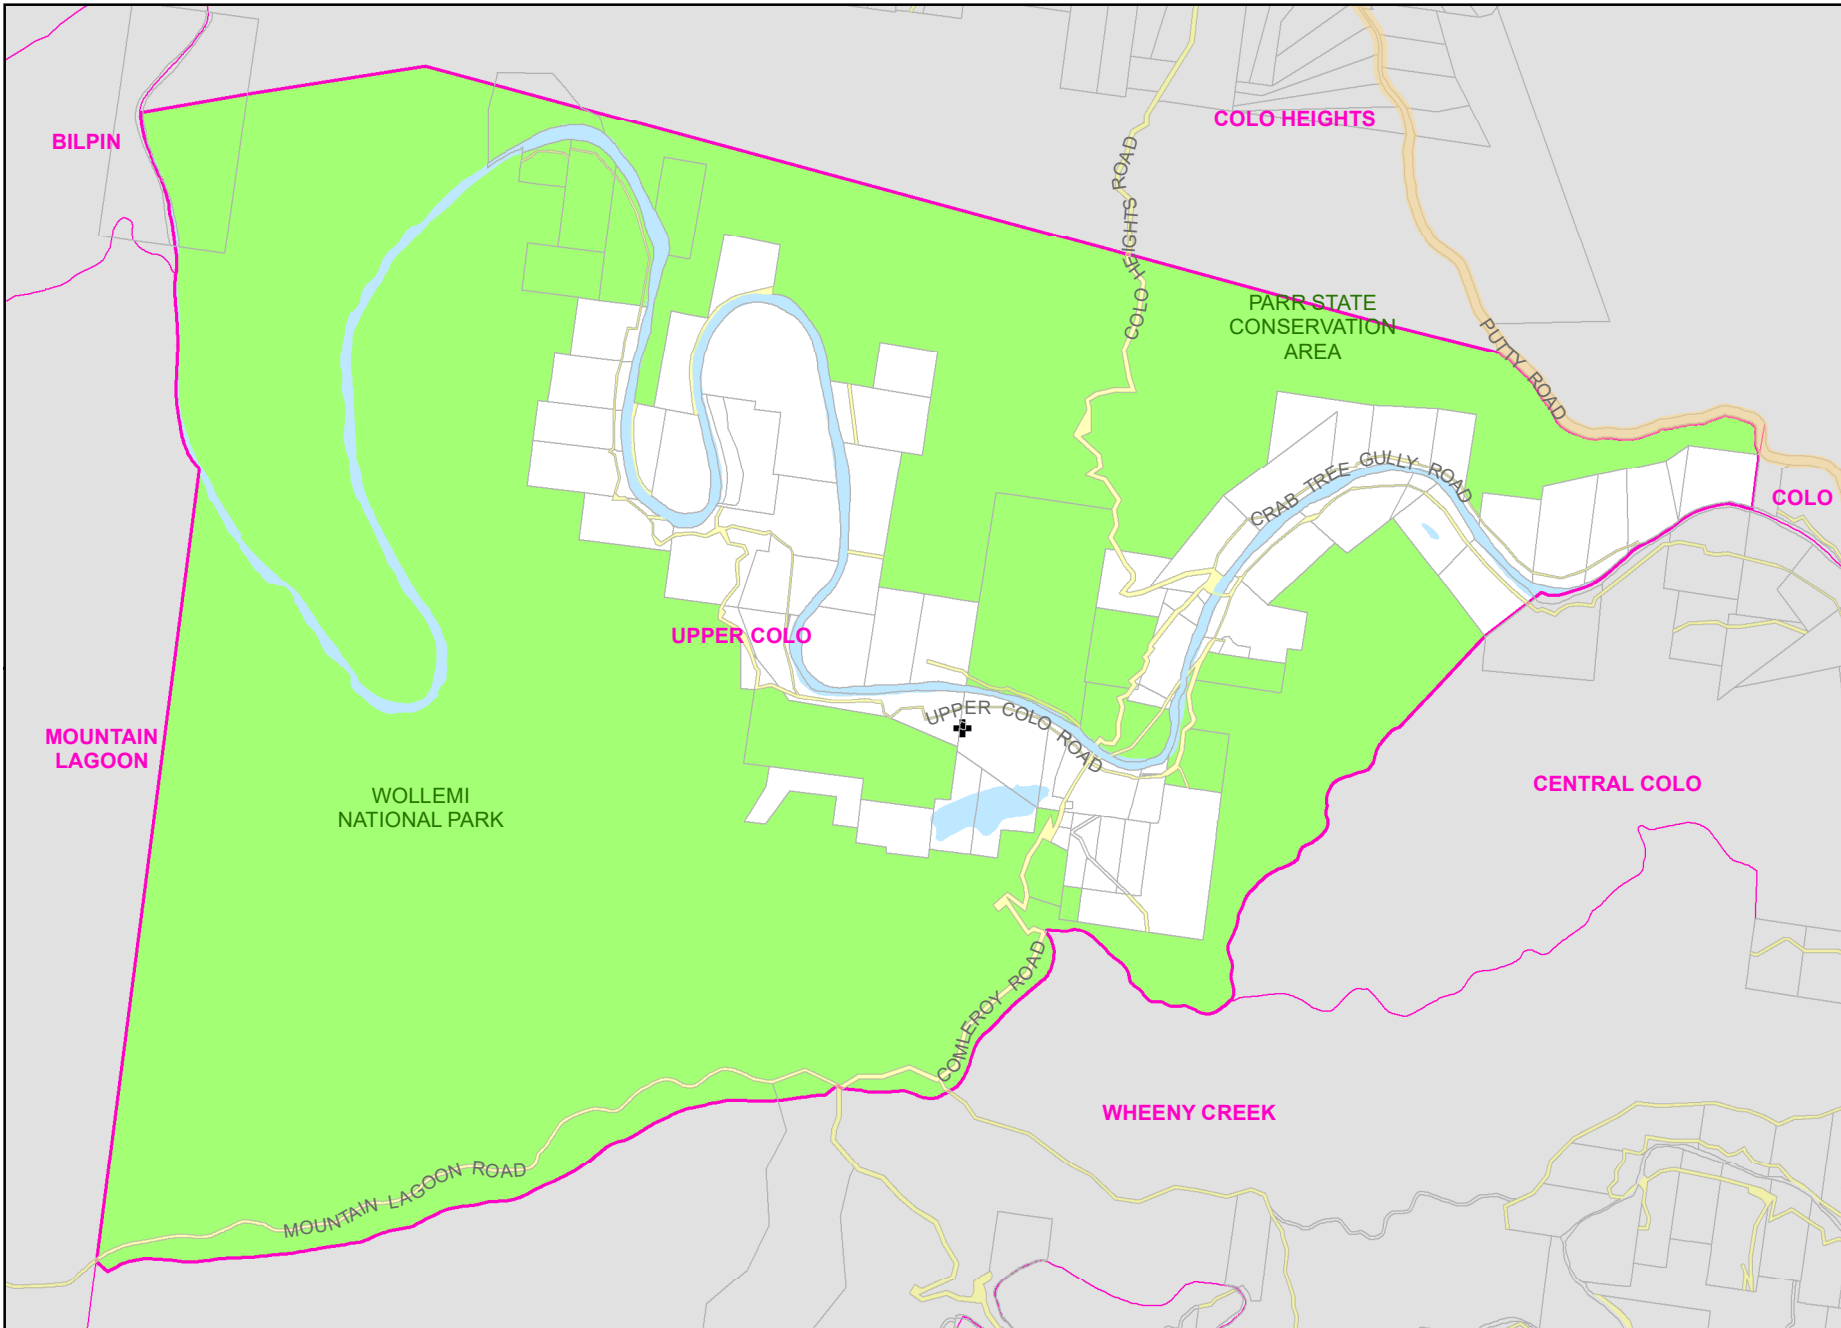 COLO HEIGHTS
BILPIN
COLO HEIGHTS ROAD
PARR STATE
CONSERVATION
AREA
PUTTY ROAD
CRAB TREE GULLY ROAD
COLO
UPPER COLO
UPPER COLO ROAD
MOUNTAIN
LAGOON
WOLLEMI
NATIONAL PARK
CENTRAL COLO
COMLEROY ROAD
WHEENY CREEK
MOUNTAIN LAGOON ROAD